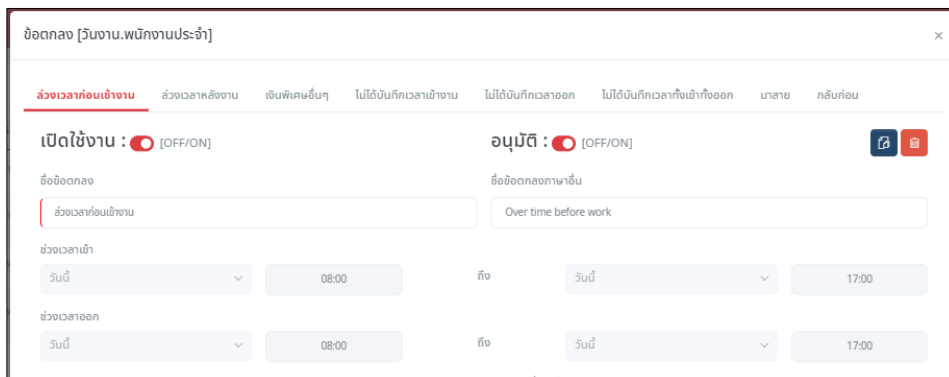 ข้อตกลง [วันงาน.พนักงานประจำ] ×
ล่วงเวลาก่อนเข้างาน ล่วงเวลาหลังงาน เงินพิเศษอื่นๆ ไม่ได้บันทึกเวลาเข้างาน ไม่ได้บันทึกเวลาออก ไม่ได้บันทึกเวลาทั้งเข้าทั้งออก มาสาย กลับก่อน
เปิดใช้งาน : [OFF/ON] อนุมัติ : [OFF/ON]
ชื่อข้อตกลง ชื่อข้อตกลงภาษาอื่น
ล่วงเวลาก่อนเข้างาน Over time before work
ช่วงเวลาเข้า
วันนี้ 08:00 ถึง วันนี้ 17:00
ช่วงเวลาออก
วันนี้ 08:00 ถึง วันนี้ 17:00